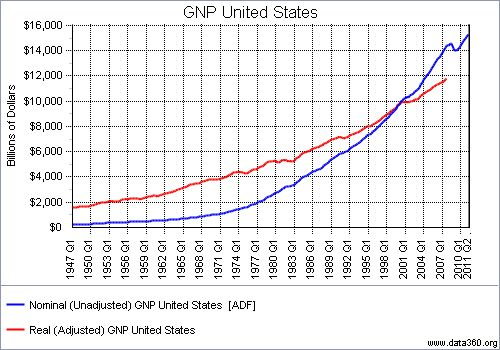 GNP United States
Billions of Dollars
$16,000
$14,000
$12,000
$10,000
$8,000
$6,000
$4,000
$2,000
$0
1947 Q1
1950 Q1
1953 Q1
1956 Q1
1959 Q1
1962 Q1
1965 Q1
1968 Q1
1971 Q1
1974 Q1
1977 Q1
1980 Q1
1983 Q1
1986 Q1
1989 Q1
1992 Q1
1995 Q1
1998 Q1
2001 Q1
2004 Q1
2007 Q1
2010 Q1
2011 Q2
Nominal (Unadjusted) GNP United States [ADF]
Real (Adjusted) GNP United States
www.data360.org